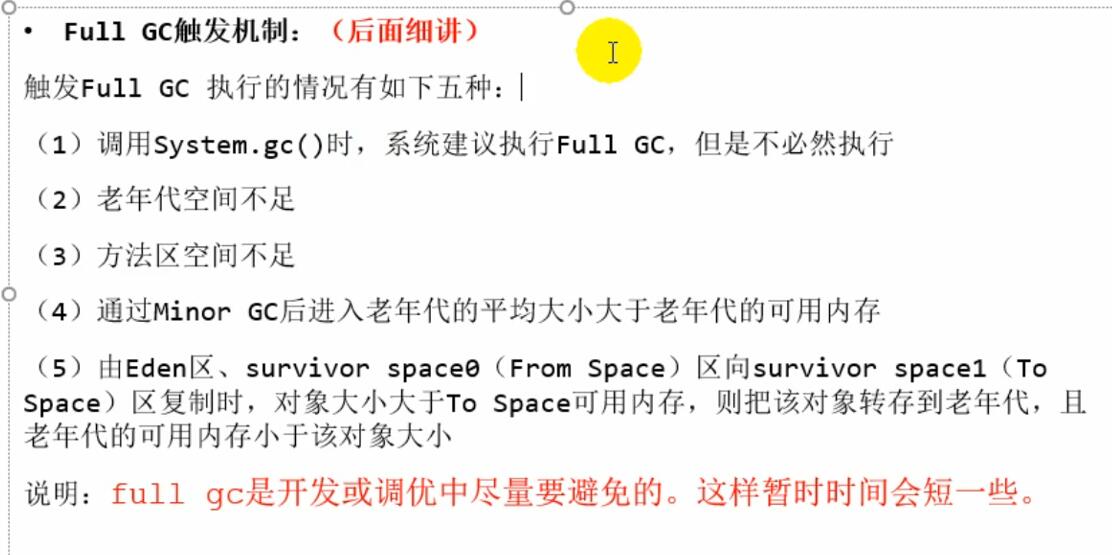 • Full GC触发机制：（后面细讲）
触发Full GC 执行的情况有如下五种：
（1）调用System.gc()时，系统建议执行Full GC，但是不必然执行
（2）老年代空间不足
（3）方法区空间不足
（4）通过Minor GC后进入老年代的平均大小大于老年代的可用内存
（5）由Eden区、survivor space0（From Space）区向survivor space1（To
Space）区复制时，对象大小大于To Space可用内存，则把该对象转存到老年代，且
老年代的可用内存小于该对象大小
说明：full gc是开发或调优中尽量要避免的。这样暂时时间会短一些。